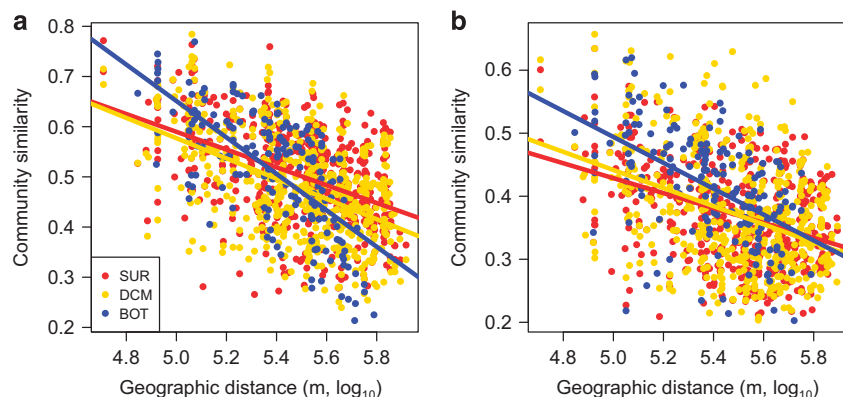 a
Community similarity
0.8
0.7
0.6
0.5
0.4
0.3
0.2
SUR
DCM
BOT
4.8 5.0 5.2 5.4 5.6 5.8
Geographic distance (m, log10)
b
Community similarity
0.6
0.5
0.4
0.3
0.2
4.8 5.0 5.2 5.4 5.6 5.8
Geographic distance (m, log10)